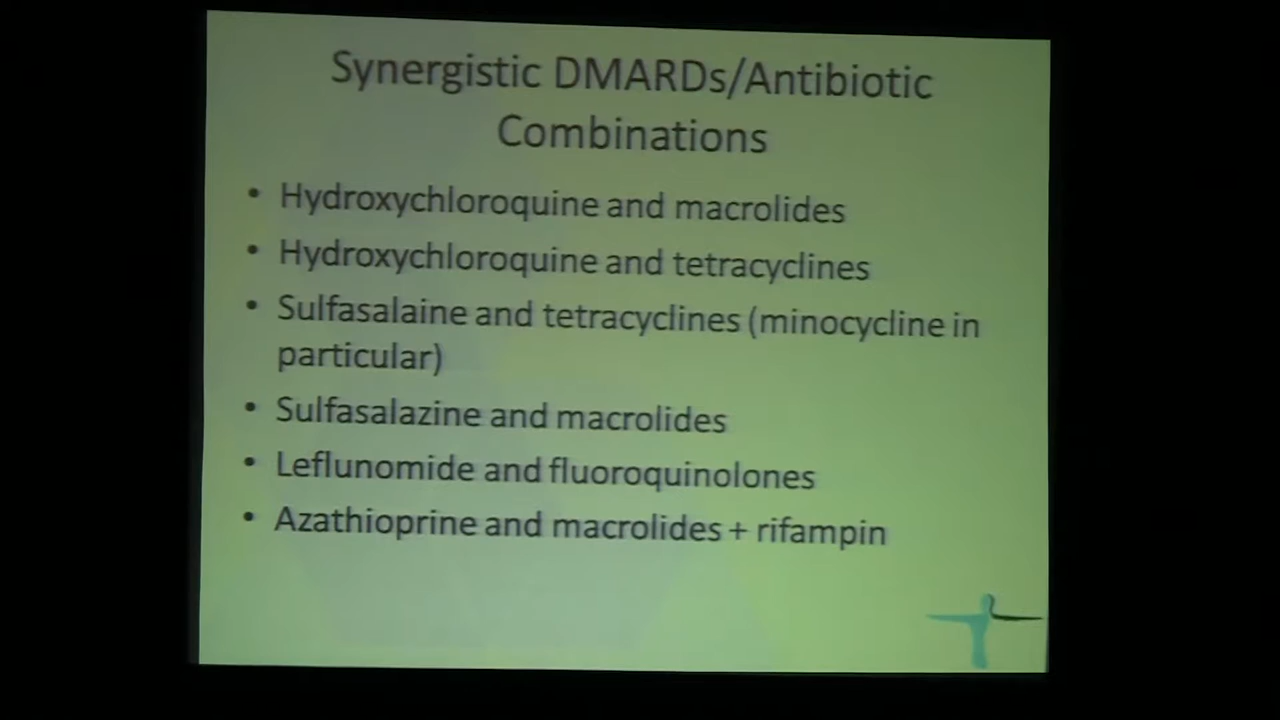 Synergistic DMARDs/Antibiotic
Combinations
• Hydroxychloroquine and macrolides
• Hydroxychloroquine and tetracyclines
• Sulfasalaine and tetracyclines (minocycline in
particular)
• Sulfasalazine and macrolides
• Leflunomide and fluoroquinolones
• Azathioprine and macrolides + rifampin